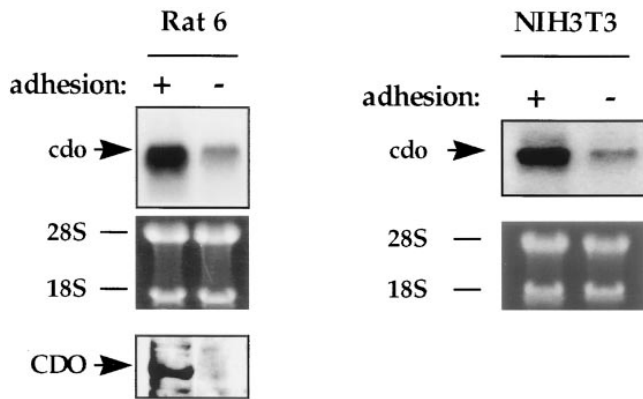 Rat 6
adhesion: + -
cdo
28S
18S
CDO
NIH3T3
adhesion: + -
cdo
28S
18S